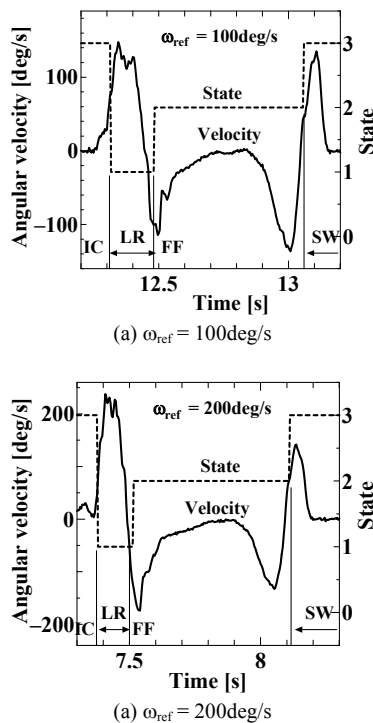 Angular velocity [deg/s]
100
0
−100
ω_ref = 100deg/s
State
Velocity
IC
LR
FF
SW
3
2
1
0
State
12.5
13
Time [s]
(a) ω_ref = 100deg/s
Angular velocity [deg/s]
200
0
−200
ω_ref = 200deg/s
State
Velocity
IC
LR
FF
SW
3
2
1
0
State
7.5
8
Time [s]
(a) ω_ref = 200deg/s